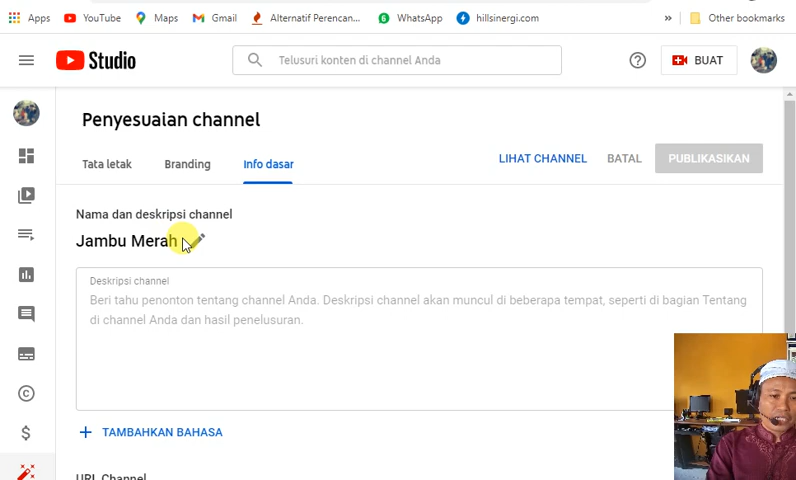 Apps YouTube Maps Gmail Alternatif Perencan... WhatsApp hillsinergi.com » Other bookmarks
Studio Telusuri konten di channel Anda ? BUAT
Penyesuaian channel
Tata letak Branding Info dasar LIHAT CHANNEL BATAL PUBLIKASIKAN
Nama dan deskripsi channel
Jambu Merah
Deskripsi channel
Beri tahu penonton tentang channel Anda. Deskripsi channel akan muncul di beberapa tempat, seperti di bagian Tentang
di channel Anda dan hasil penelusuran.
+ TAMBAHKAN BAHASA
URL Channel